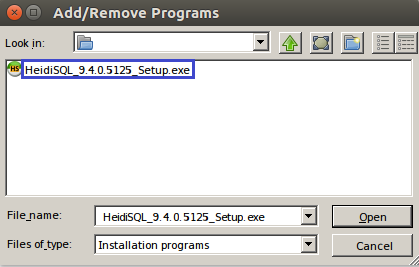 Add/Remove Programs
Look in:
HS HeidiSQL_9.4.0.5125_Setup.exe
File name: HeidiSQL_9.4.0.5125_Setup.exe Open
Files of type: Installation programs Cancel